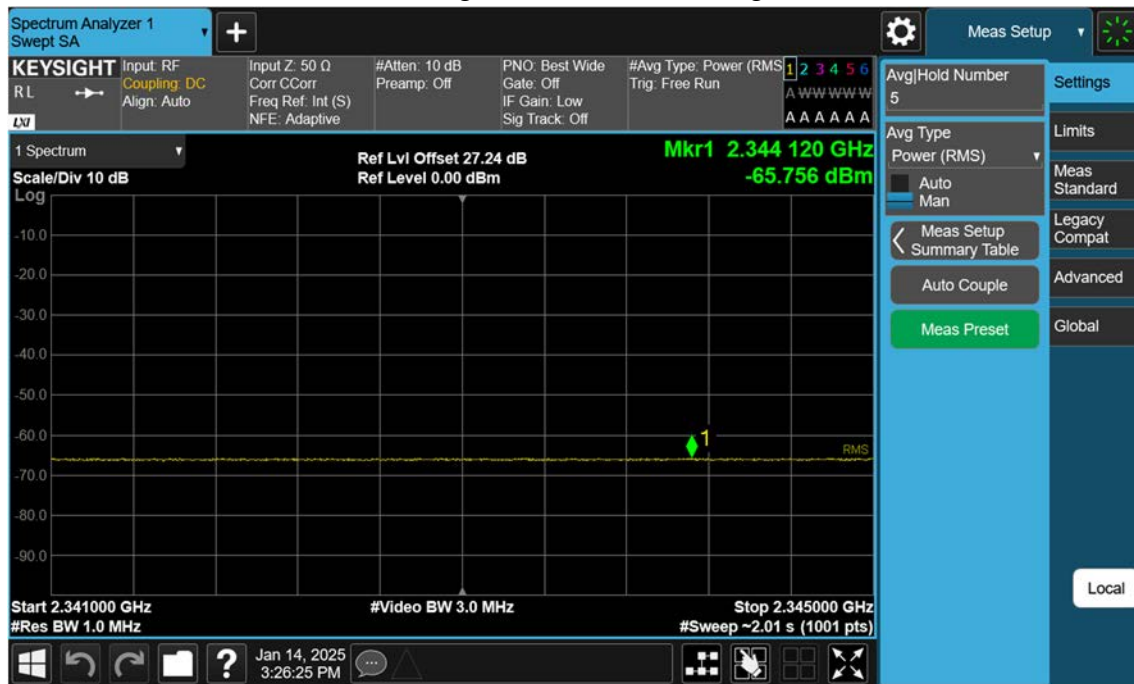 Spectrum Analyzer 1
Swept SA
+
Meas Setup
KEYSIGHT
RL
LXI
Input: RF
Coupling: DC
Align: Auto
Input Z: 50 Ω
Corr CCorr
Freq Ref: Int (S)
NFE: Adaptive
#Atten: 10 dB
Preamp: Off
PNO: Best Wide
Gate: Off
IF Gain: Low
Sig Track: Off
#Avg Type: Power (RMS
Trig: Free Run
1 2 3 4 5 6
A W W W W W
A A A A A A
1 Spectrum
Scale/Div 10 dB
Log
Ref Lvl Offset 27.24 dB
Ref Level 0.00 dBm
Mkr1 2.344 120 GHz
-65.756 dBm
-10.0
-20.0
-30.0
-40.0
-50.0
-60.0
-70.0
-80.0
-90.0
1
RMS
Start 2.341000 GHz
#Res BW 1.0 MHz
#Video BW 3.0 MHz
Stop 2.345000 GHz
#Sweep ~2.01 s (1001 pts)
Avg|Hold Number
5
Avg Type
Power (RMS)
Auto
Man
Meas Setup
Summary Table
Auto Couple
Meas Preset
Settings
Limits
Meas
Standard
Legacy
Compat
Advanced
Global
Local
?
Jan 14, 2025
3:26:25 PM